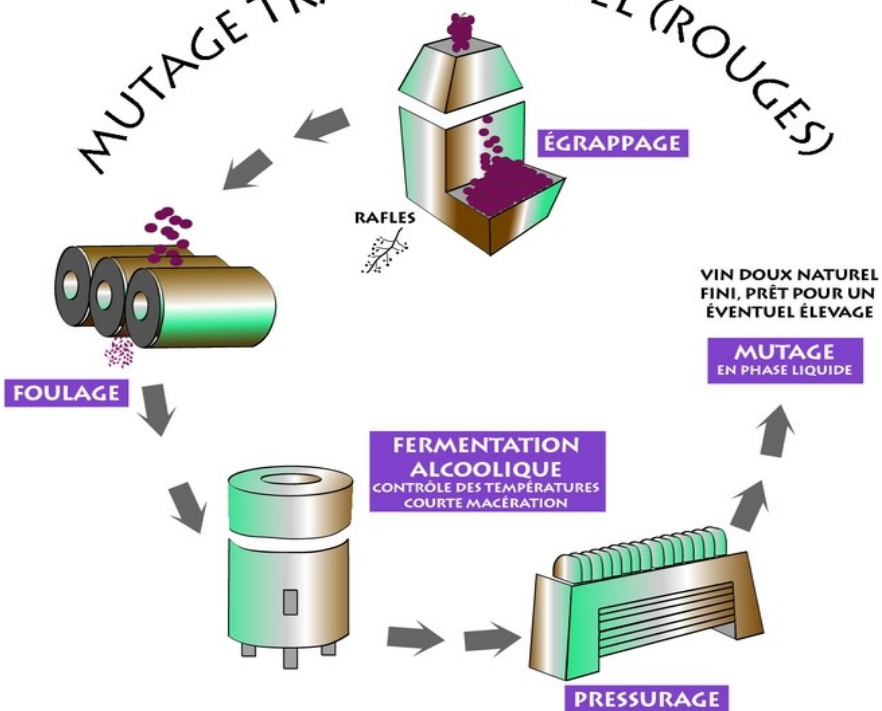 MUTAGE (ROUGES)
ÉGRAPPAGE
RAFLES
FOULAGE
FERMENTATION
ALCOOLIQUE
CONTRÔLE DES TEMPÉRATURES
COURTE MACÉRATION
PRESSURAGE
VIN DOUX NATUREL
FINI, PRÊT POUR UN
ÉVENTUEL ÉLEVAGE
MUTAGE
EN PHASE LIQUIDE